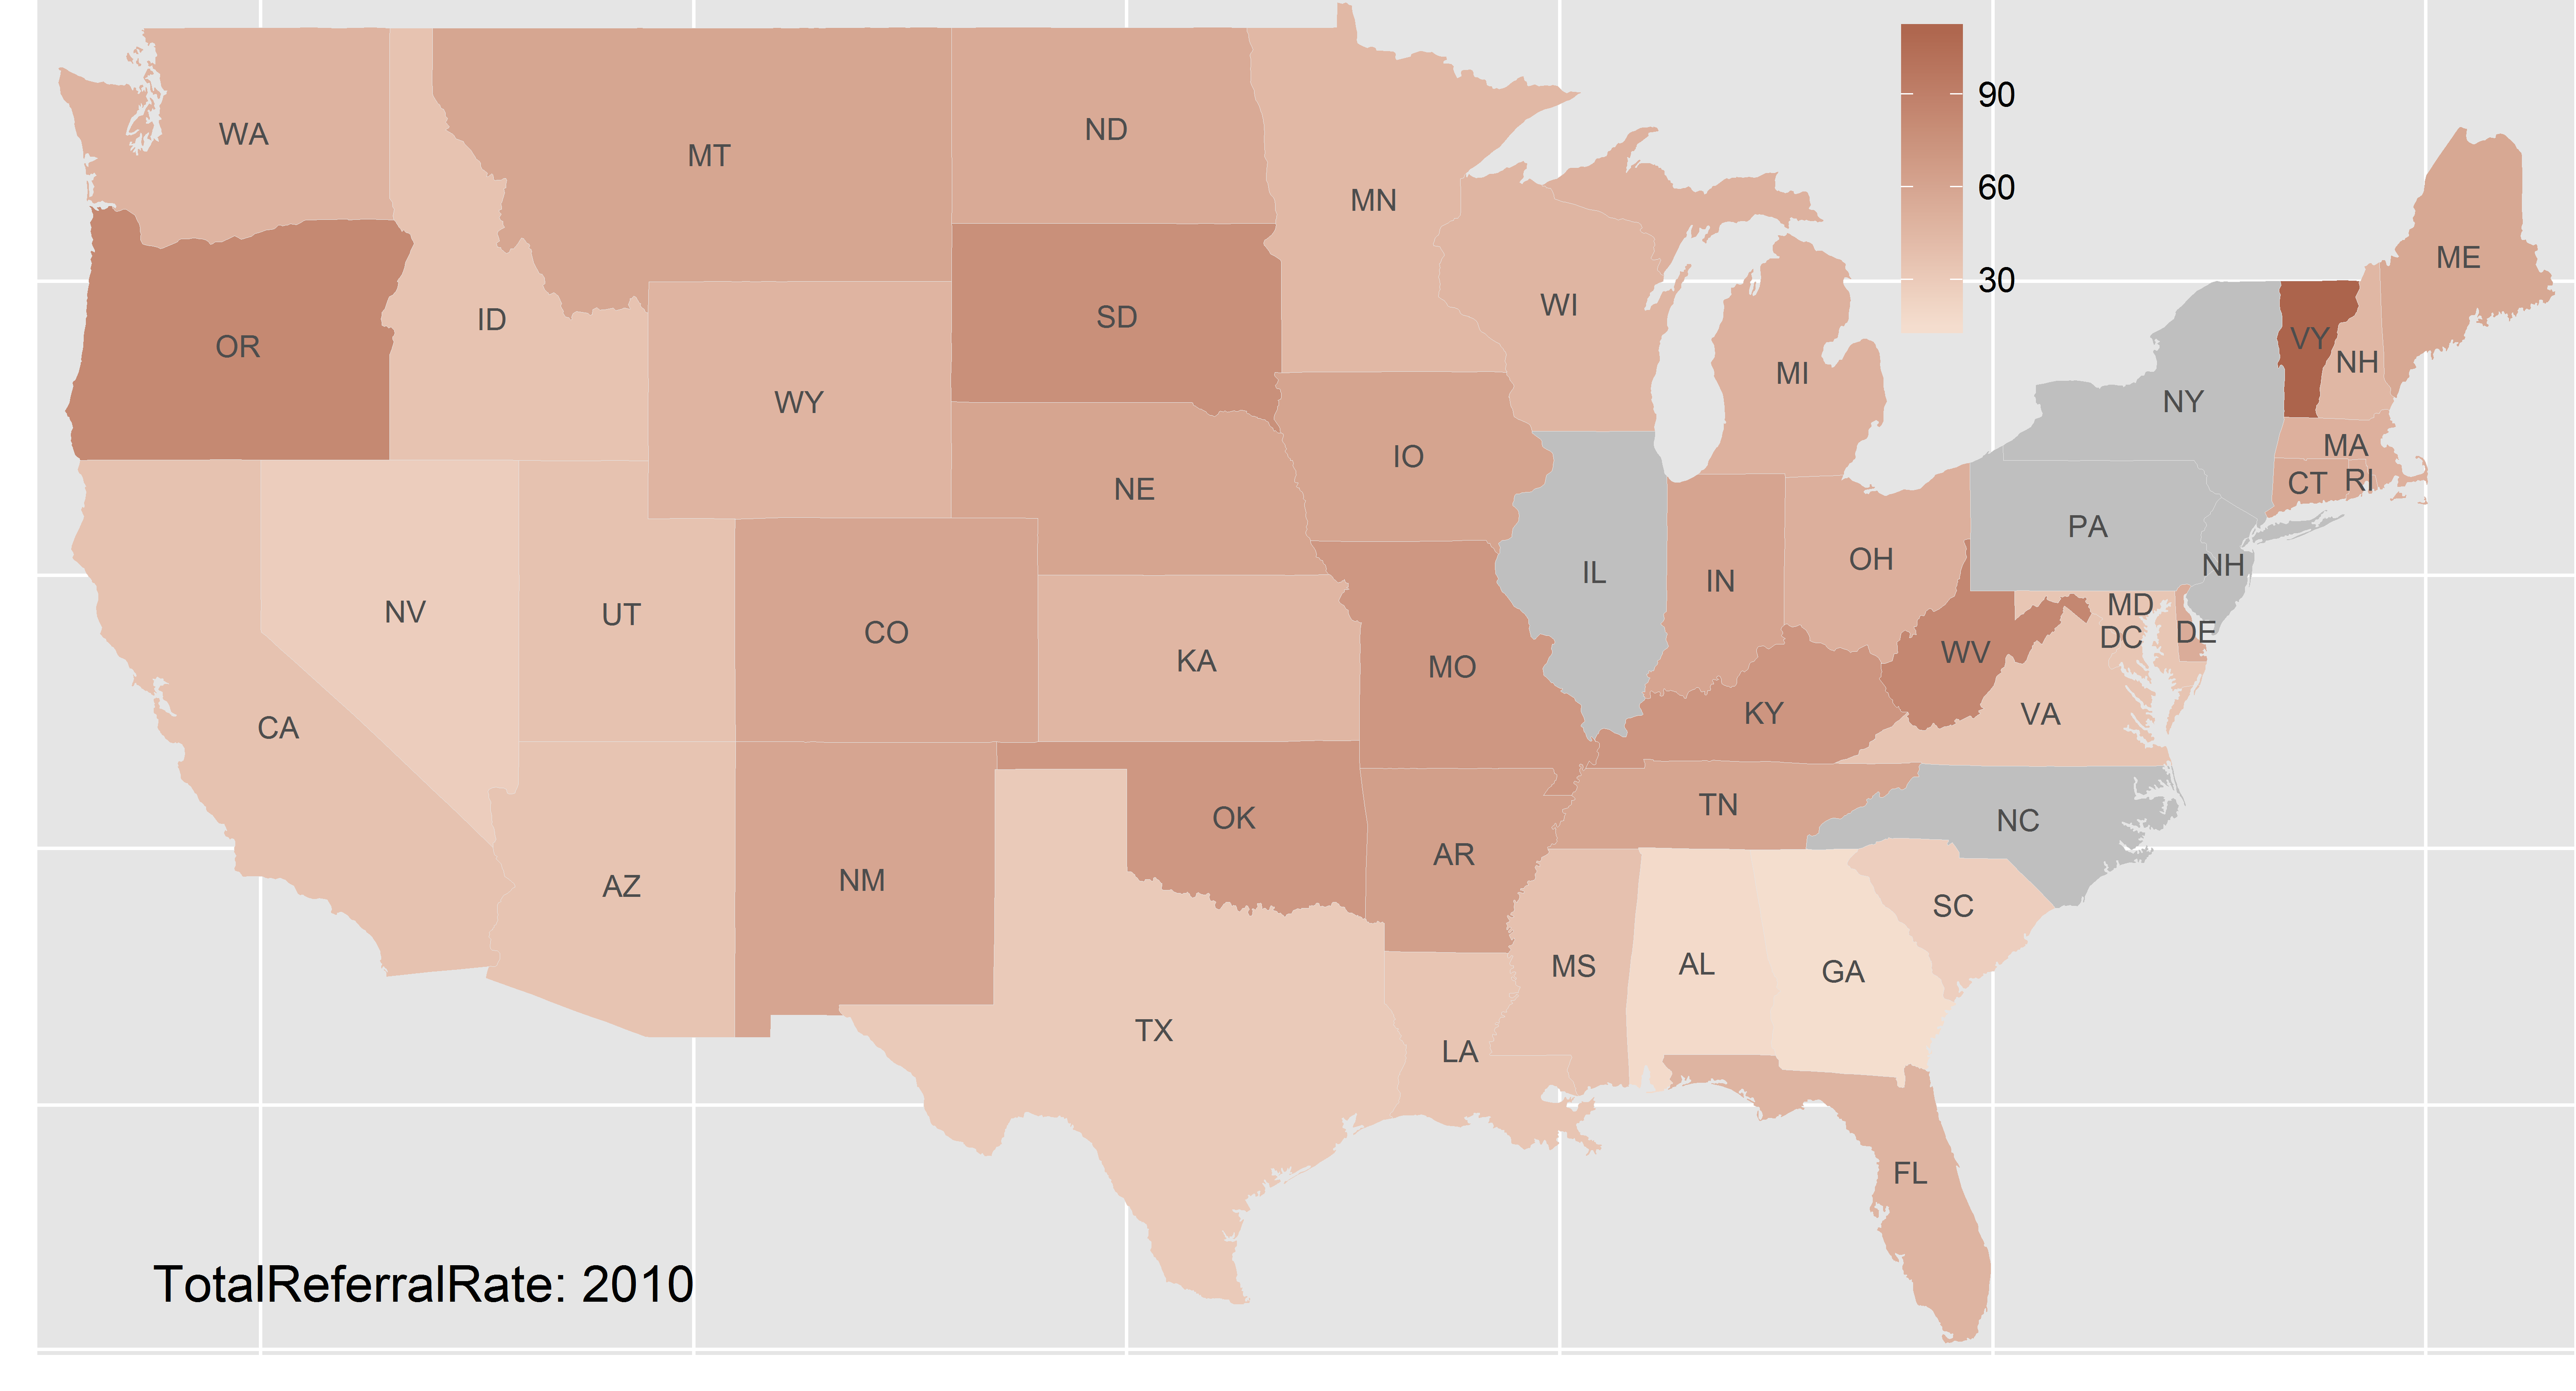 90
60
30
WA
MT
ND
MN
ME
OR
ID
SD
WI
WY
MI
VY
NH
NY
MA
IO
NE
CT
RI
PA
NV
UT
CO
KA
MO
IL
IN
OH
NH
MD
DC
DE
WV
CA
KY
VA
AZ
NM
OK
AR
TN
NC
SC
TX
LA
MS
AL
GA
FL
TotalReferralRate: 2010